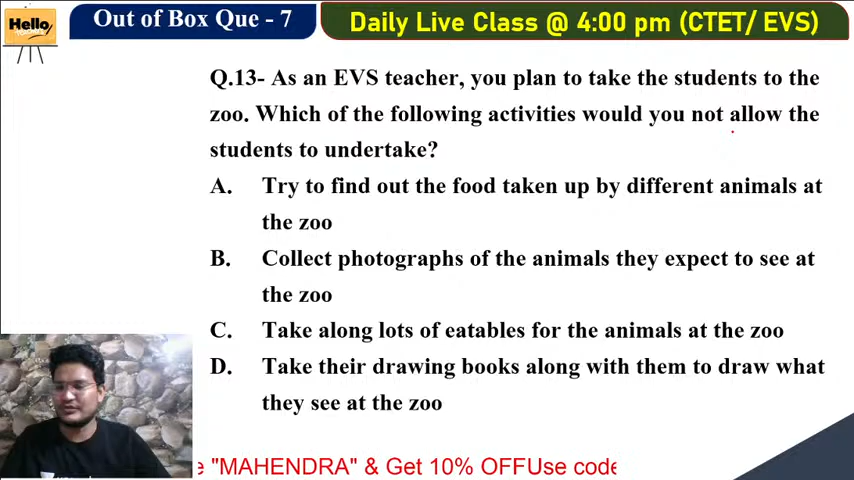 Hello
Out of Box Que - 7
Daily Live Class @ 4:00 pm (CTET/ EVS)
Q.13- As an EVS teacher, you plan to take the students to the
zoo. Which of the following activities would you not allow the
students to undertake?
A. Try to find out the food taken up by different animals at
the zoo
B. Collect photographs of the animals they expect to see at
the zoo
C. Take along lots of eatables for the animals at the zoo
D. Take their drawing books along with them to draw what
they see at the zoo
e "MAHENDRA" & Get 10% OFFUse code